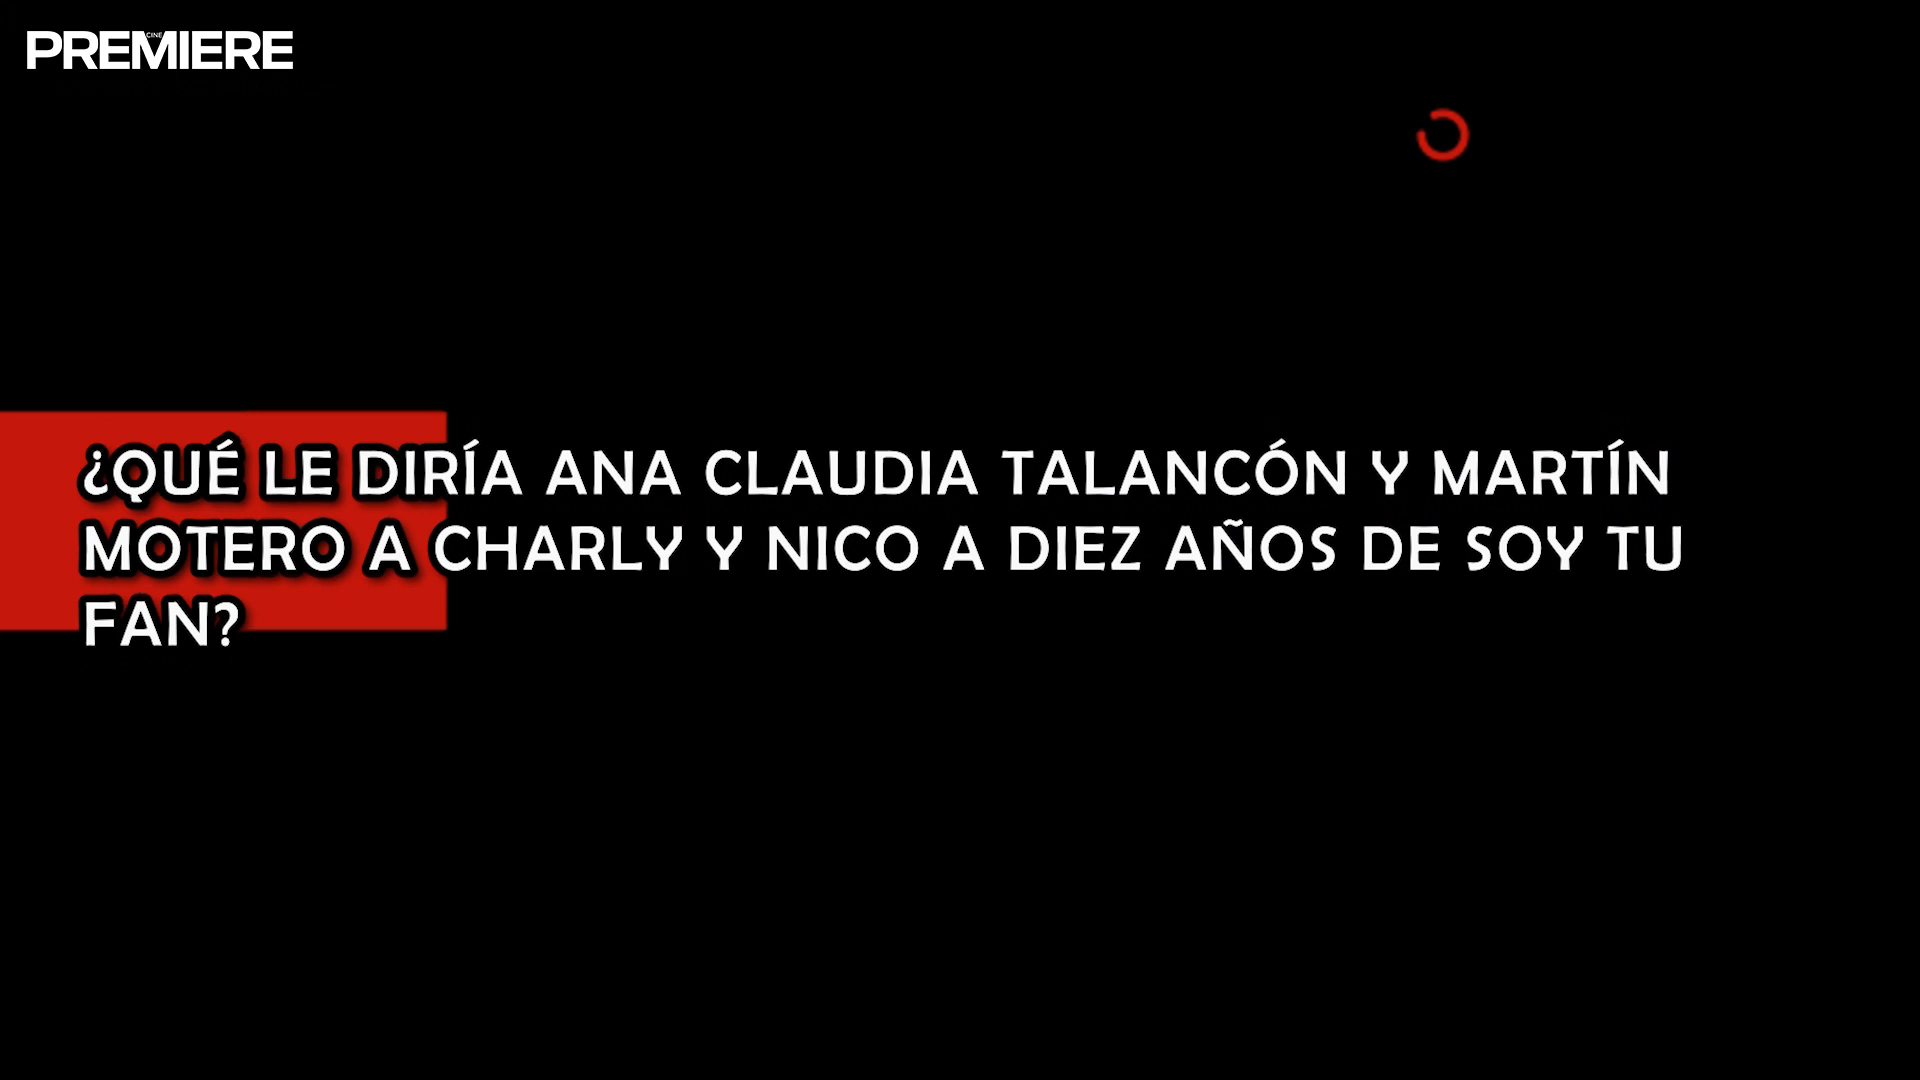 CINE
PREMIERE
¿QUÉ LE DIRÍA ANA CLAUDIA TALANCÓN Y MARTÍN
MOTERO A CHARLY Y NICO A DIEZ AÑOS DE SOY TU
FAN?